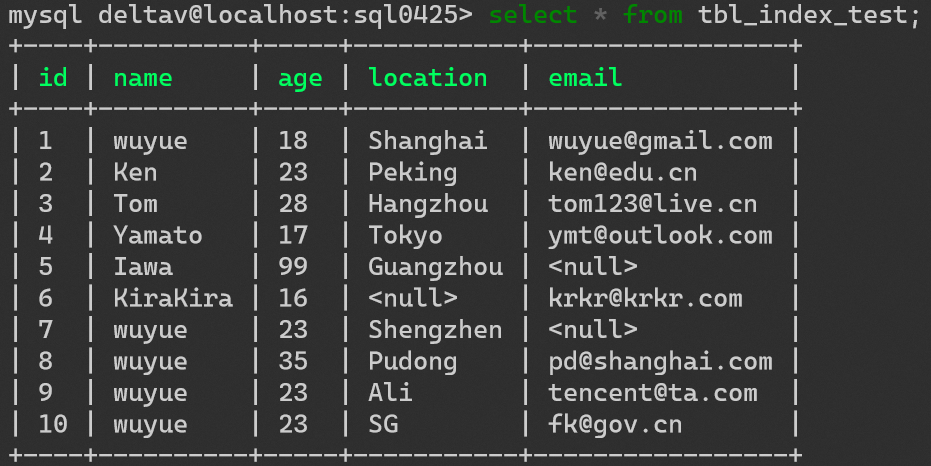 mysql deltav@localhost:sql0425> select * from tbl_index_test;
+----+----------+-----+-----------+------------------+
| id | name     | age | location  | email            |
+----+----------+-----+-----------+------------------+
| 1  | wuyue    | 18  | Shanghai  | wuyue@gmail.com  |
| 2  | Ken      | 23  | Peking    | ken@edu.cn       |
| 3  | Tom      | 28  | Hangzhou  | tom123@live.cn   |
| 4  | Yamato   | 17  | Tokyo     | ymt@outlook.com  |
| 5  | Iawa     | 99  | Guangzhou | <null>           |
| 6  | KiraKira | 16  | <null>    | krkr@krkr.com    |
| 7  | wuyue    | 23  | Shengzhen | <null>           |
| 8  | wuyue    | 35  | Pudong    | pd@shanghai.com  |
| 9  | wuyue    | 23  | Ali       | tencent@ta.com   |
| 10 | wuyue    | 23  | SG        | fk@gov.cn        |
+----+----------+-----+-----------+------------------+